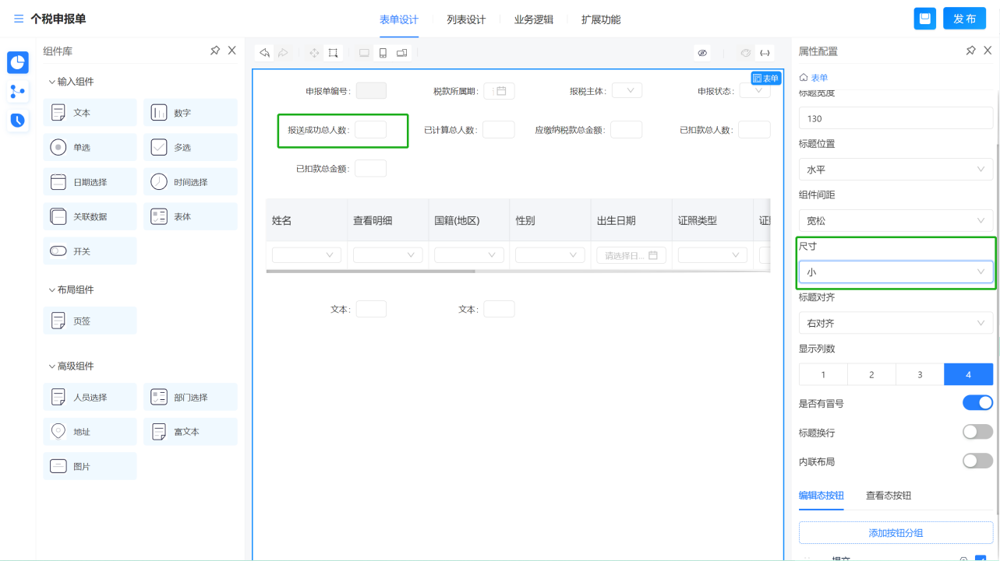 个税申报单
表单设计
列表设计
业务逻辑
扩展功能
发布
组件库
输入组件
文本
数字
单选
多选
日期选择
时间选择
关联数据
表体
开关
布局组件
页签
高级组件
人员选择
部门选择
地址
富文本
图片
表单
申报单编号:
税款所属期:
报税主体:
申报状态:
报送成功总人数:
已计算总人数:
应缴纳税款总金额:
已扣款总人数:
已扣款总金额:
姓名
查看明细
国籍(地区)
性别
出生日期
证照类型
请选择日...
文本:
文本:
属性配置
表单
标题宽度
130
标题位置
水平
组件间距
宽松
尺寸
小
标题对齐
右对齐
显示列数
1
2
3
4
是否有冒号
标题换行
内联布局
编辑态按钮
查看态按钮
添加按钮分组
提交